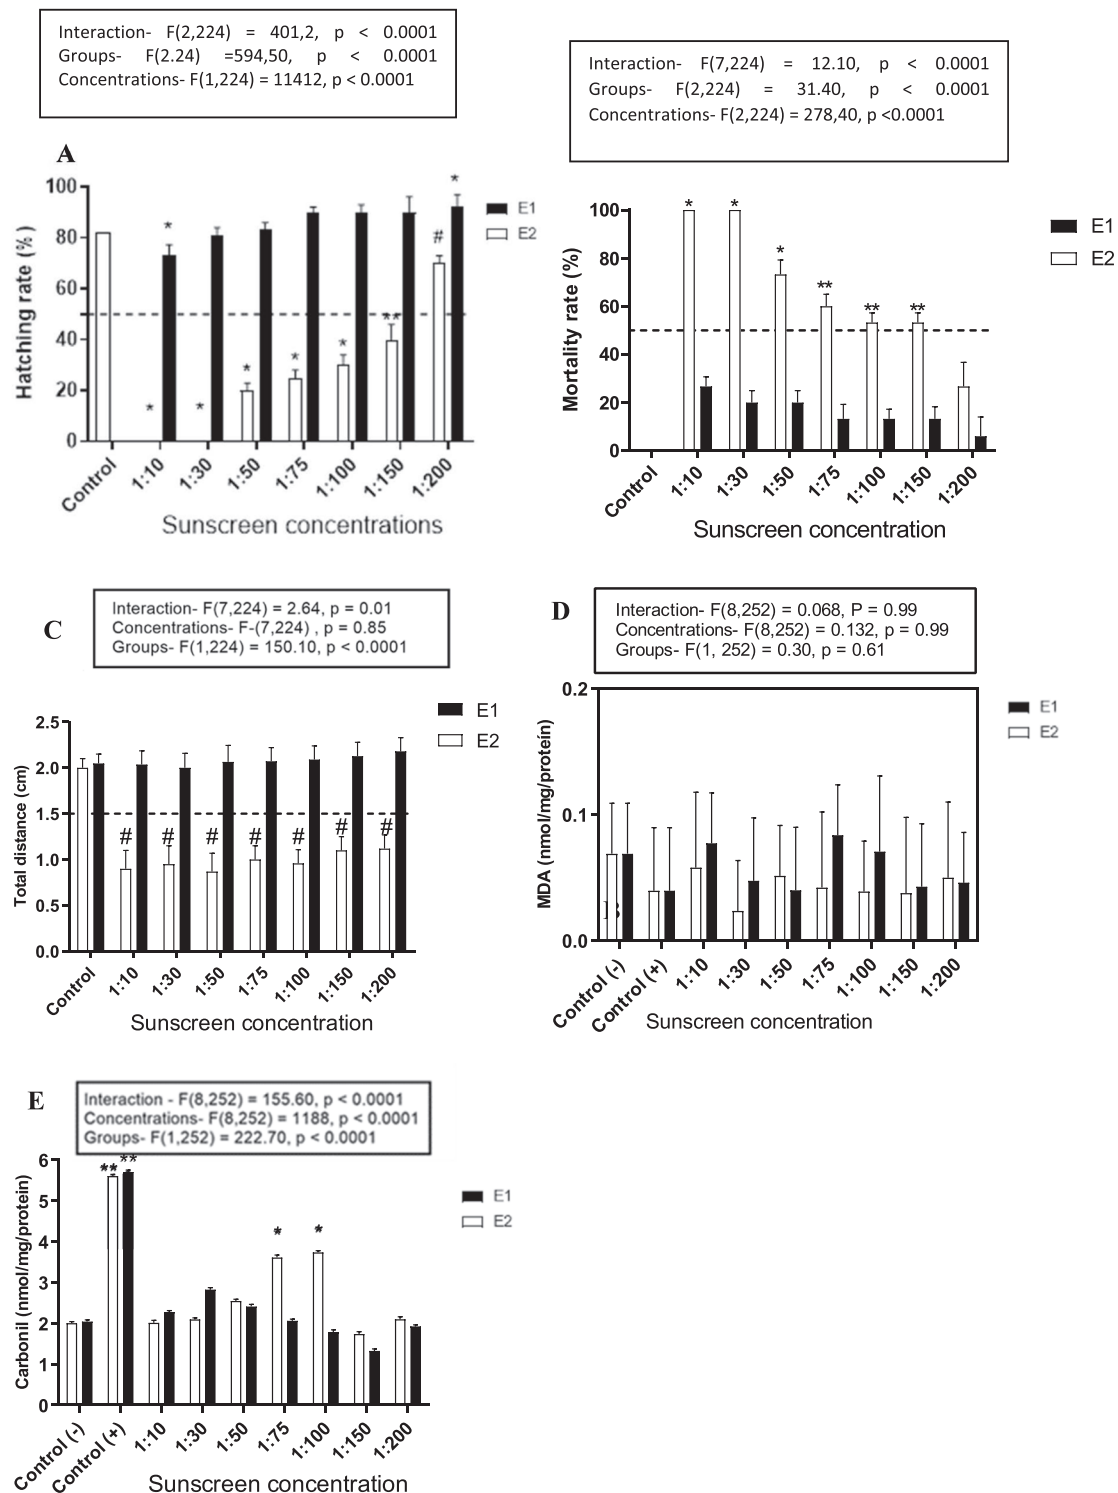 Interaction- F(2,224) = 401,2, p < 0.0001
Groups- F(2.24) =594,50, p < 0.0001
Concentrations- F(1,224) = 11412, p < 0.0001
Interaction- F(7,224) = 12.10, p < 0.0001
Groups- F(2,224) = 31.40, p < 0.0001
Concentrations- F(2,224) = 278,40, p <0.0001
A
Hatching rate (%)
100
80
60
40
20
0
*
*
*
*
*
*
**
#
*
E1
E2
Control
1:10
1:30
1:50
1:75
1:100
1:150
1:200
Sunscreen concentrations
Mortality rate (%)
100
80
60
40
20
0
*
*
*
**
**
**
E1
E2
Control
1:10
1:30
1:50
1:75
1:100
1:150
1:200
Sunscreen concentration
C
Interaction- F(7,224) = 2.64, p = 0.01
Concentrations- F-(7,224) , p = 0.85
Groups- F(1,224) = 150.10, p < 0.0001
Total distance (cm)
2.5
2.0
1.5
1.0
0.5
0.0
#
#
#
#
#
#
#
E1
E2
Control
1:10
1:30
1:50
1:75
1:100
1:150
1:200
Sunscreen concentration
D
Interaction- F(8,252) = 0.068, P = 0.99
Concentrations- F(8,252) = 0.132, p = 0.99
Groups- F(1, 252) = 0.30, p = 0.61
MDA (nmol/mg/proteín)
0.2
0.1
0.0
B
E1
E2
Control (-)
Control (+)
1:10
1:30
1:50
1:75
1:100
1:150
1:200
Sunscreen concentration
E
Interaction - F(8,252) = 155.60, p < 0.0001
Concentrations- F(8,252) = 1188, p < 0.0001
Groups- F(1,252) = 222.70, p < 0.0001
Carbonil (nmol/mg/protein)
6
5
4
3
2
1
0
**
**
*
*
E1
E2
Control (-)
Control (+)
1:10
1:30
1:50
1:75
1:100
1:150
1:200
Sunscreen concentration